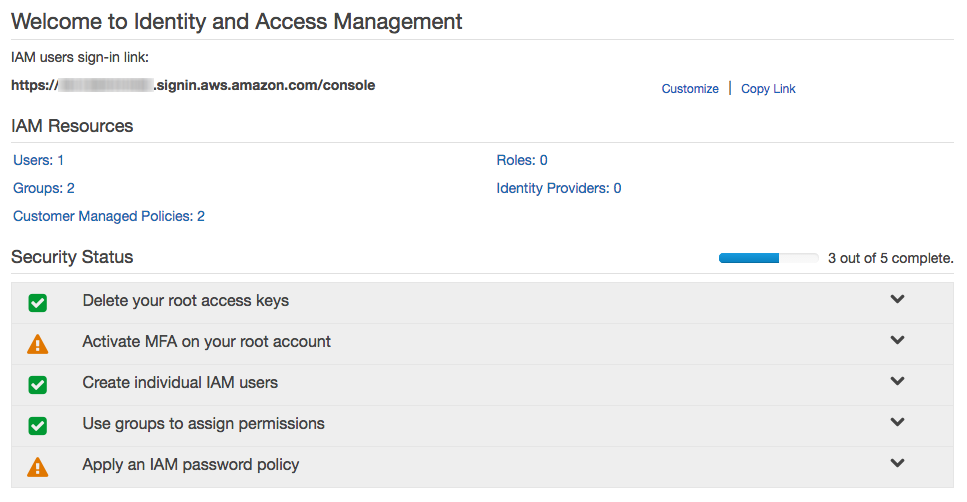 Welcome to Identity and Access Management
IAM users sign-in link:
https:// .signin.aws.amazon.com/console
Customize | Copy Link
IAM Resources
Users: 1
Roles: 0
Groups: 2
Identity Providers: 0
Customer Managed Policies: 2
Security Status
3 out of 5 complete.
Delete your root access keys
Activate MFA on your root account
Create individual IAM users
Use groups to assign permissions
Apply an IAM password policy